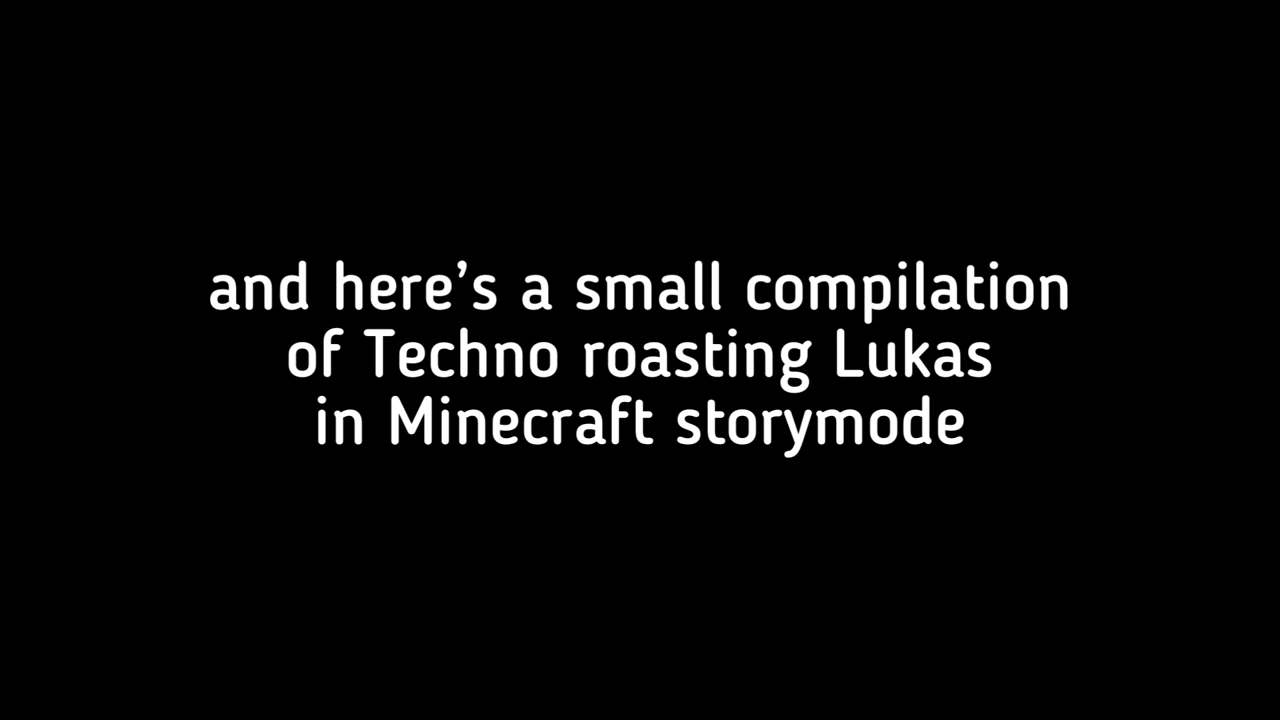 and here’s a small compilation
of Techno roasting Lukas
in Minecraft storymode